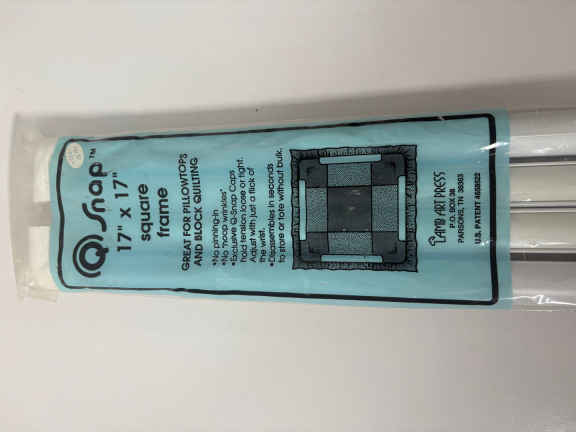 Q Snap™
17" x 17"
square
frame
GREAT FOR PILLOWTOPS
AND BLOCK QUILTING
•No pinning-in
•No "hoop wrinkles"
•Exclusive Q-Snap Caps
hold tension loose or tight.
Adjust with just a flick of
the wrist.
•Disassembles in seconds
to store or tote without bulk.
LAMB ART PRESS
P.O. BOX 38
PARSONS, TN 38363
U.S. PATENT